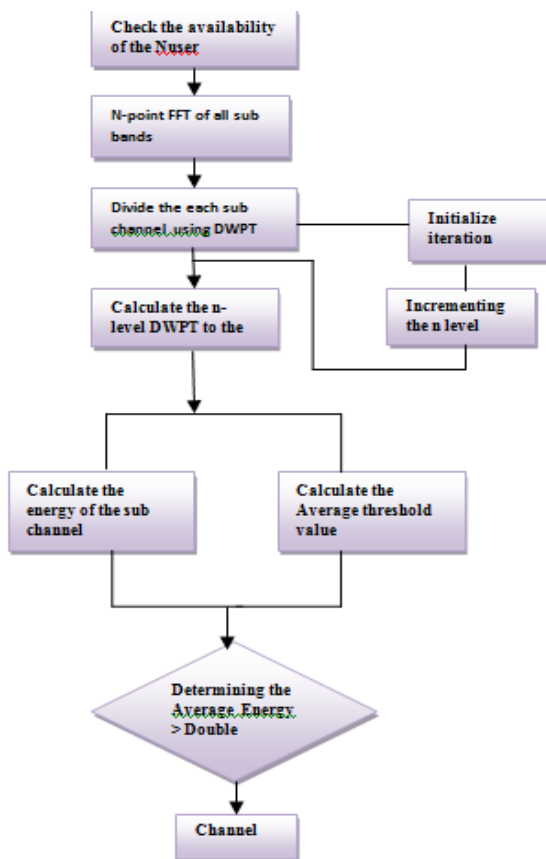 Check the availability
of the Nuser
N-point FFT of all sub
bands
Divide the each sub
channel using DWPT
Initialize
iteration
Calculate the n-
level DWPT to the
Incrementing
the n level
Calculate the
energy of the sub
channel
Calculate the
Average threshold
value
Determining the
Average Energy
> Double
Channel